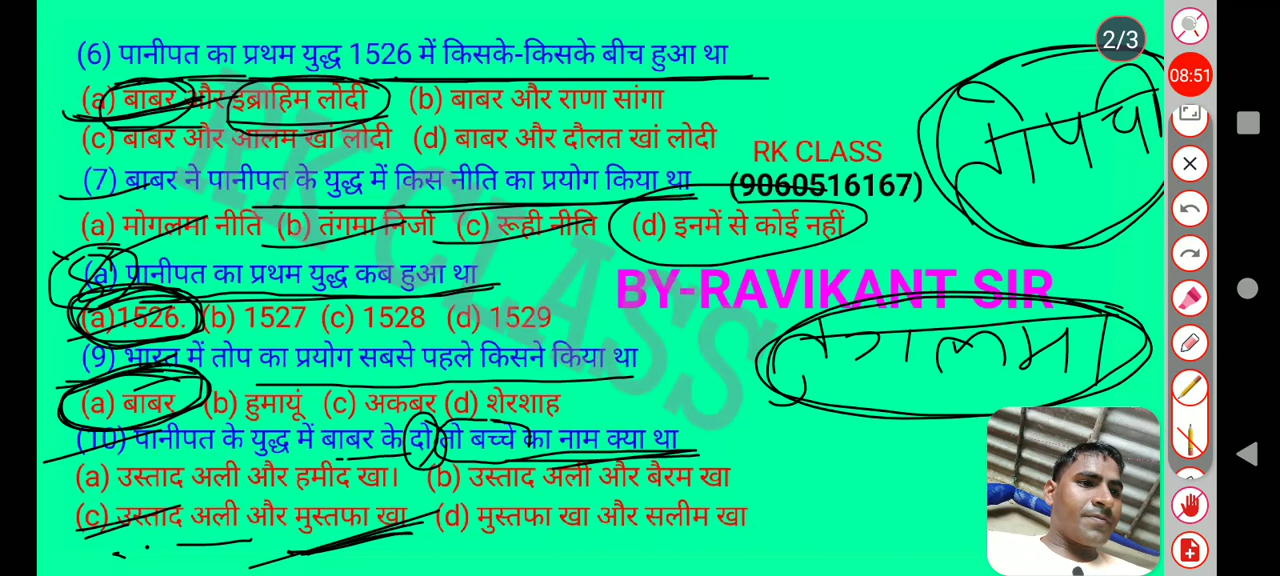 2/3
(6) पानीपत का प्रथम युद्ध 1526 में किसके-किसके बीच हुआ था
(a) बाबर और इब्राहिम लोदी (b) बाबर और राणा सांगा
(c) बाबर और आलम खां लोदी (d) बाबर और दौलत खां लोदी
RK CLASS
(9060516167)
(7) बाबर ने पानीपत के युद्ध में किस नीति का प्रयोग किया था
(a) मोगलमा नीति (b) तंगमा निजी (c) रूही नीति (d) इनमें से कोई नहीं
पानीपत का प्रथम युद्ध कब हुआ था
BY-RAVIKANT SIR
(a)1526. (b) 1527 (c) 1528 (d) 1529
(9) भारत में तोप का प्रयोग सबसे पहले किसने किया था
(a) बाबर (b) हुमायूं (c) अकबर (d) शेरशाह
(10) पानीपत के युद्ध में बाबर के दो बच्चे का नाम क्या था
(a) उस्ताद अली और हमीद खा। (b) उस्ताद अली और बैरम खा
(c) उस्ताद अली और मुस्तफा खा (d) मुस्तफा खा और सलीम खा
RK CLASS
08:51